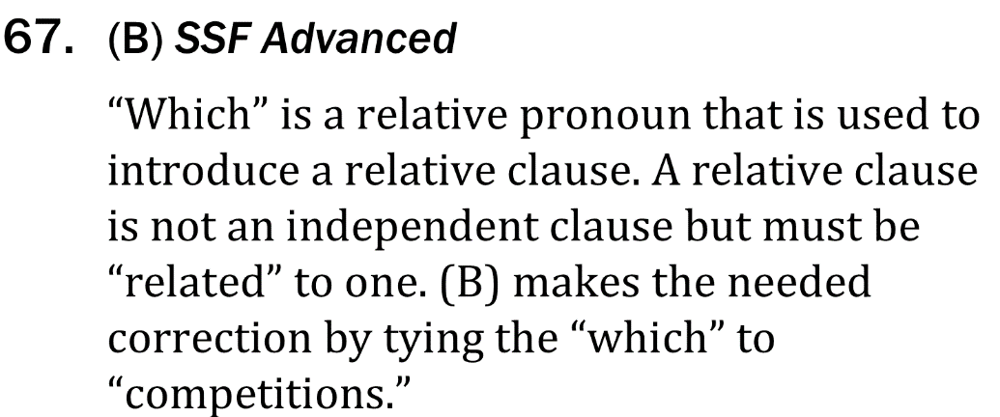 67. (B) SSF Advanced
“Which” is a relative pronoun that is used to
introduce a relative clause. A relative clause
is not an independent clause but must be
“related” to one. (B) makes the needed
correction by tying the “which” to
“competitions.”